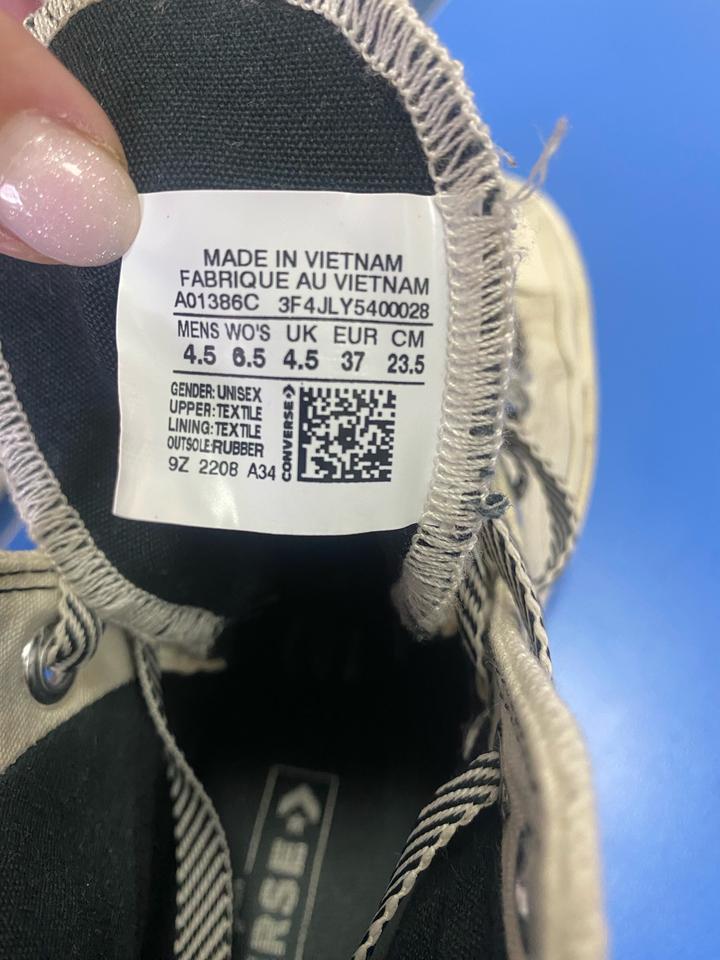 MADE IN VIETNAM
FABRIQUE AU VIETNAM
A01386C 3F4JLY5400028
MENS WO'S UK EUR CM
4.5 6.5 4.5 37 23.5
GENDER: UNISEX
UPPER: TEXTILE
LINING: TEXTILE
OUTSOLE: RUBBER
9Z 2208 A34
CONVERSE
ERSE